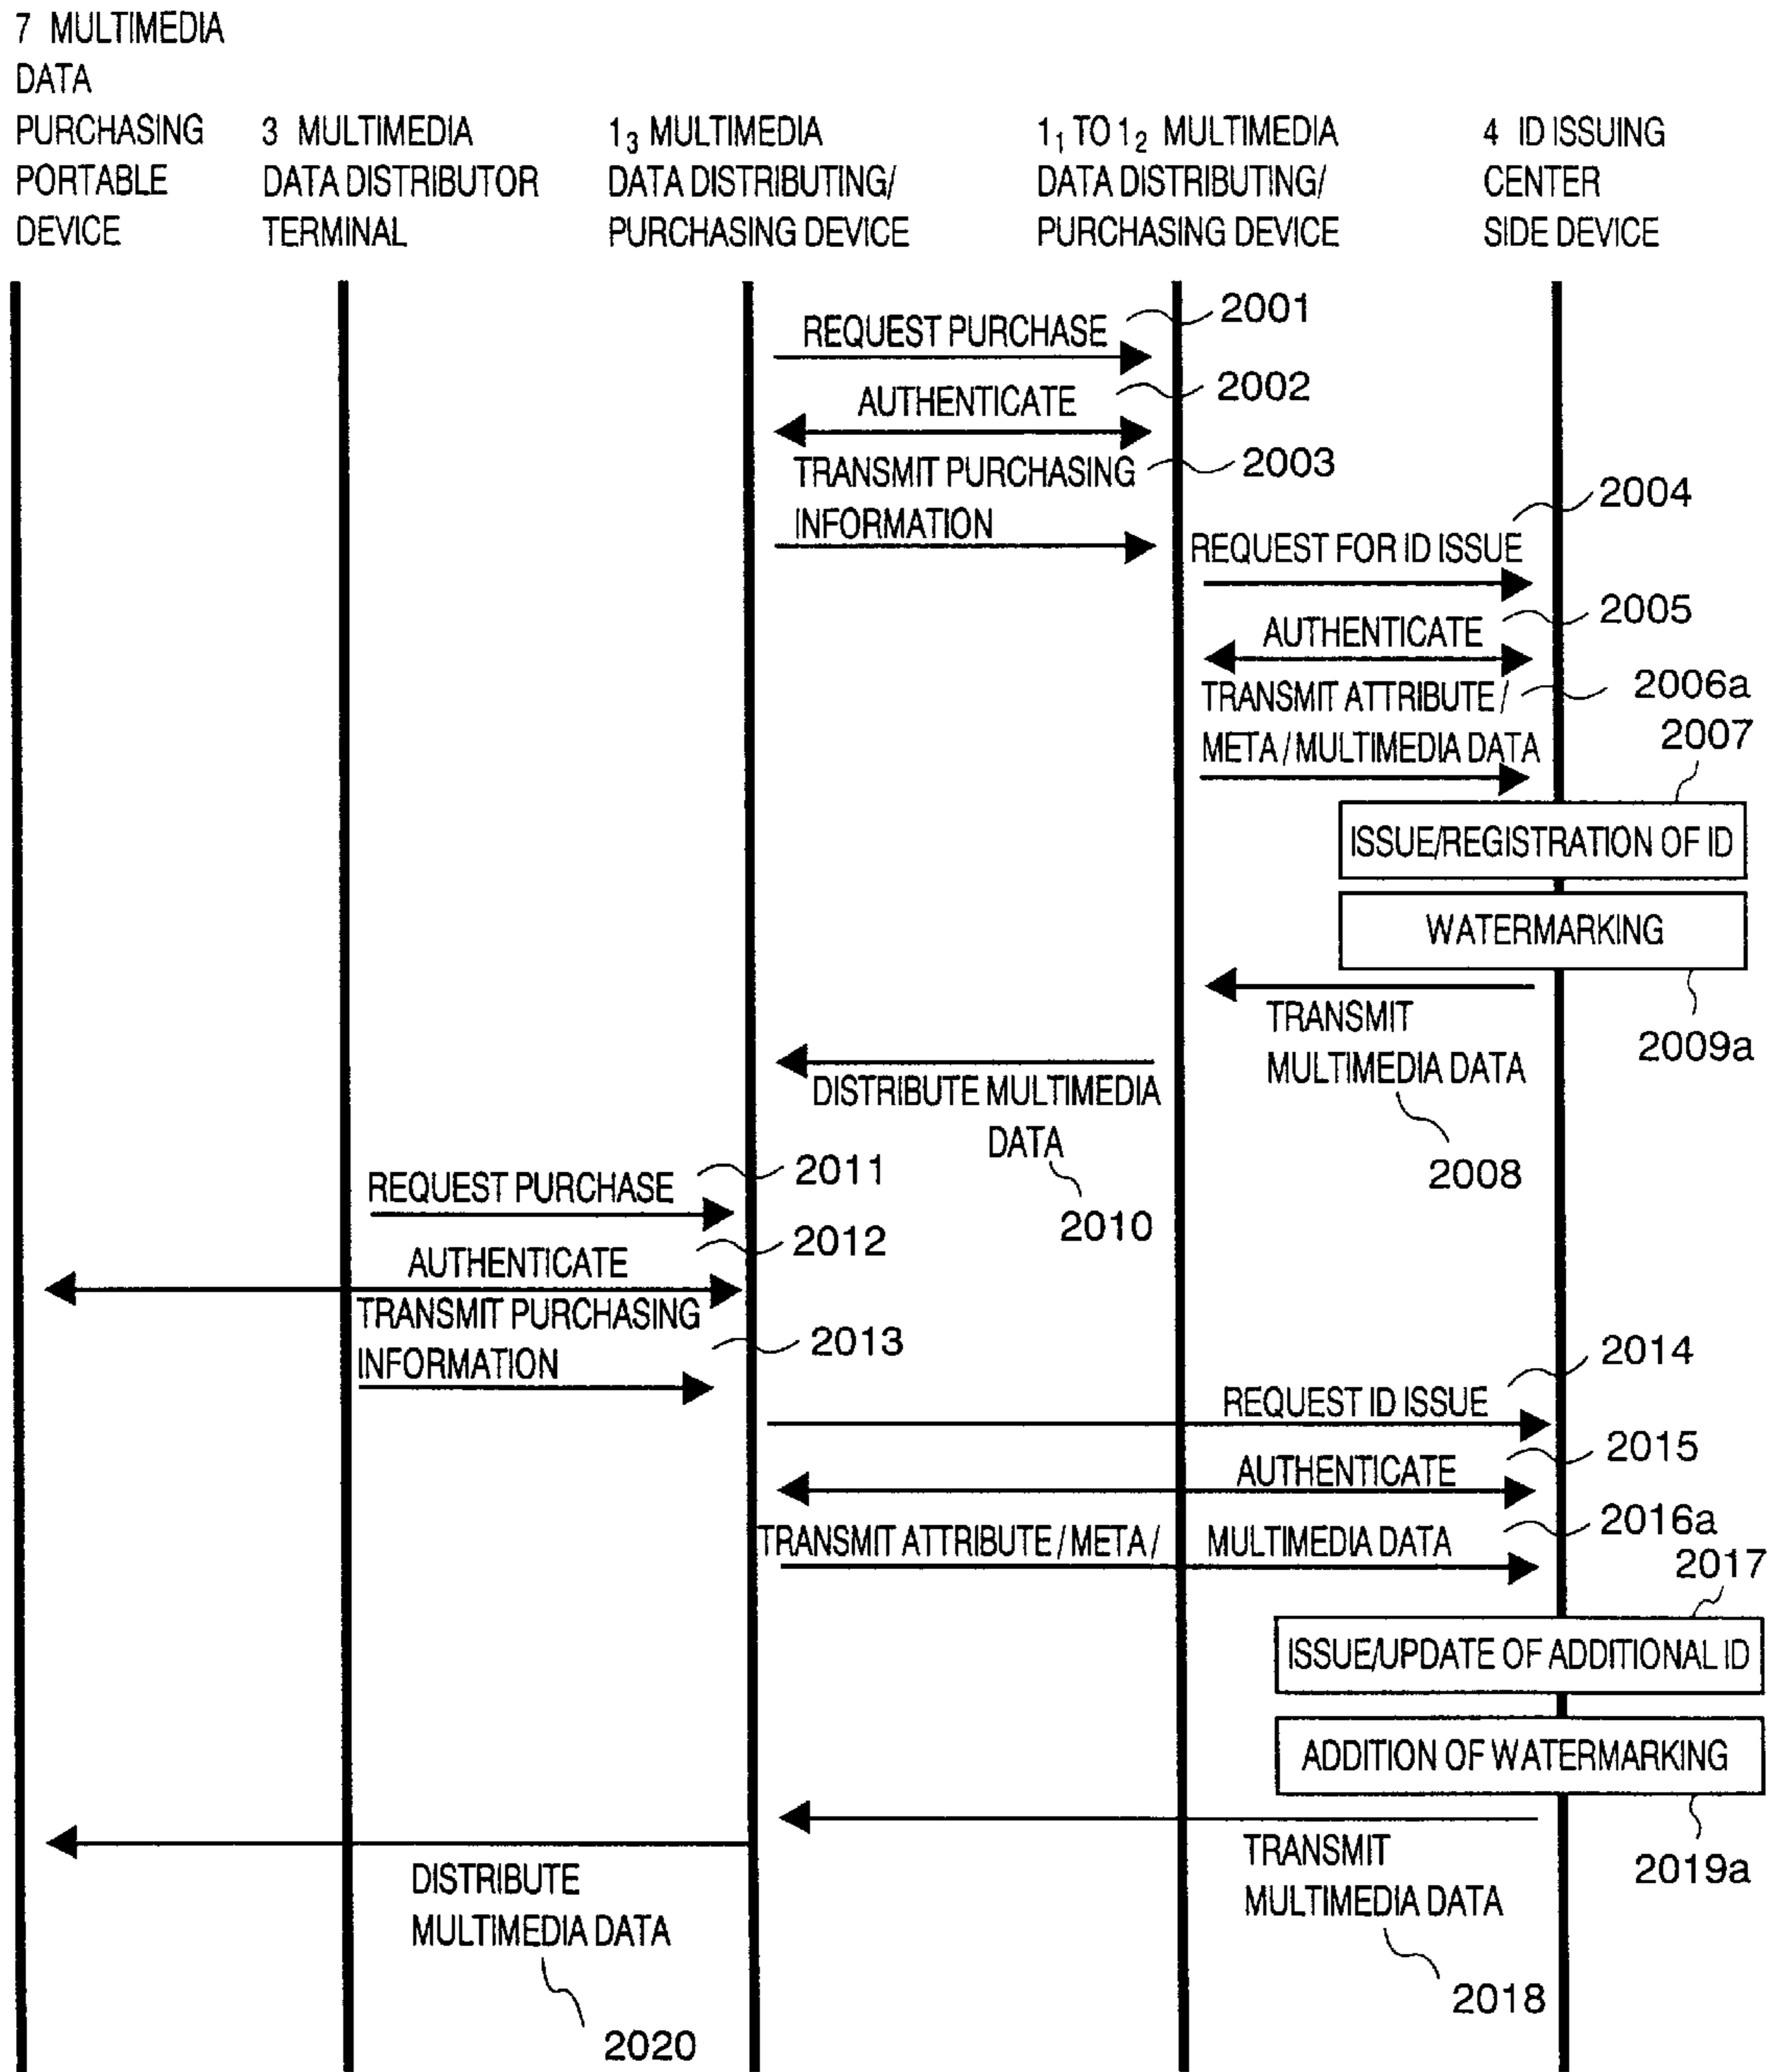 7 MULTIMEDIA
DATA
PURCHASING
PORTABLE
DEVICE
3 MULTIMEDIA
DATA DISTRIBUTOR
TERMINAL
1₃ MULTIMEDIA
DATA DISTRIBUTING/
PURCHASING DEVICE
1₁ TO 1₂ MULTIMEDIA
DATA DISTRIBUTING/
PURCHASING DEVICE
4 ID ISSUING
CENTER
SIDE DEVICE
REQUEST PURCHASE
2001
AUTHENTICATE
2002
TRANSMIT PURCHASING
INFORMATION
2003
REQUEST FOR ID ISSUE
2004
AUTHENTICATE
2005
TRANSMIT ATTRIBUTE /
META / MULTIMEDIA DATA
2006a
2007
ISSUE/REGISTRATION OF ID
WATERMARKING
2009a
TRANSMIT
MULTIMEDIA DATA
2008
DISTRIBUTE MULTIMEDIA
DATA
2010
REQUEST PURCHASE
2011
AUTHENTICATE
2012
TRANSMIT PURCHASING
INFORMATION
2013
REQUEST ID ISSUE
2014
AUTHENTICATE
2015
TRANSMIT ATTRIBUTE / META / MULTIMEDIA DATA
2016a
2017
ISSUE/UPDATE OF ADDITIONAL ID
ADDITION OF WATERMARKING
2019a
TRANSMIT
MULTIMEDIA DATA
2018
DISTRIBUTE
MULTIMEDIA DATA
2020